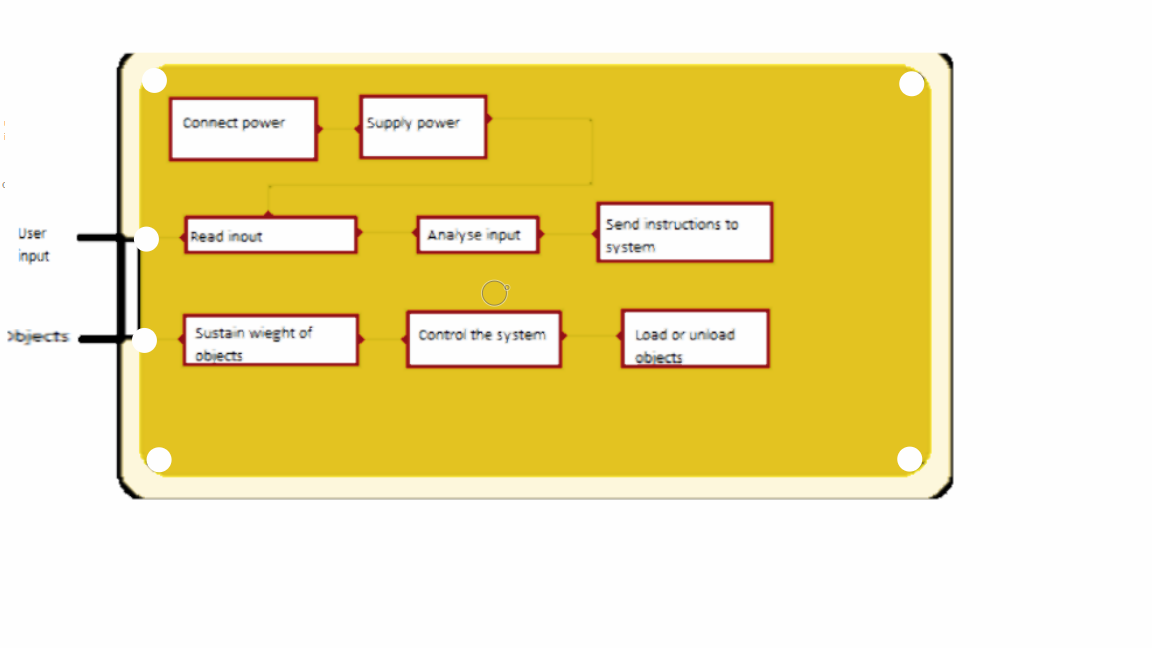 Connect power
Supply power
User
input
Read inout
Analyse input
Send instructions to
system
Objects
Sustain wieght of
objects
Control the system
Load or unload
objects